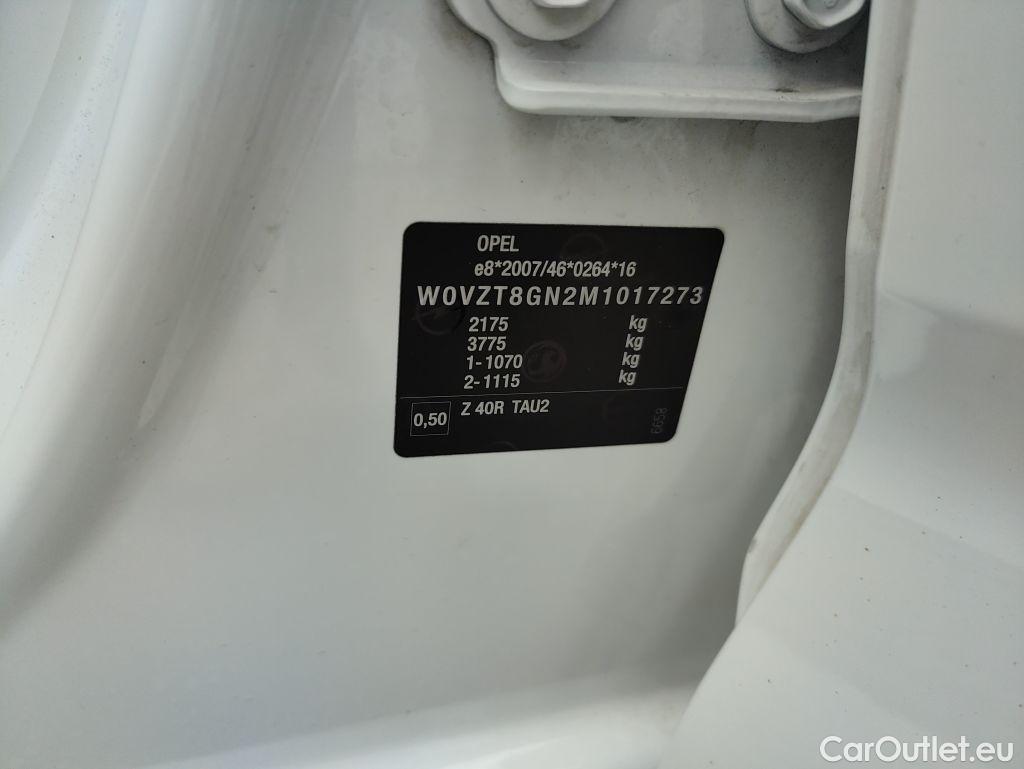 OPEL
e8*2007/46*0264*16
W0VZT8GN2M1017273
2175 kg
3775 kg
1-1070 kg
2-1115 kg
0,50 Z 40R TAU2
6658
CarOutlet.eu